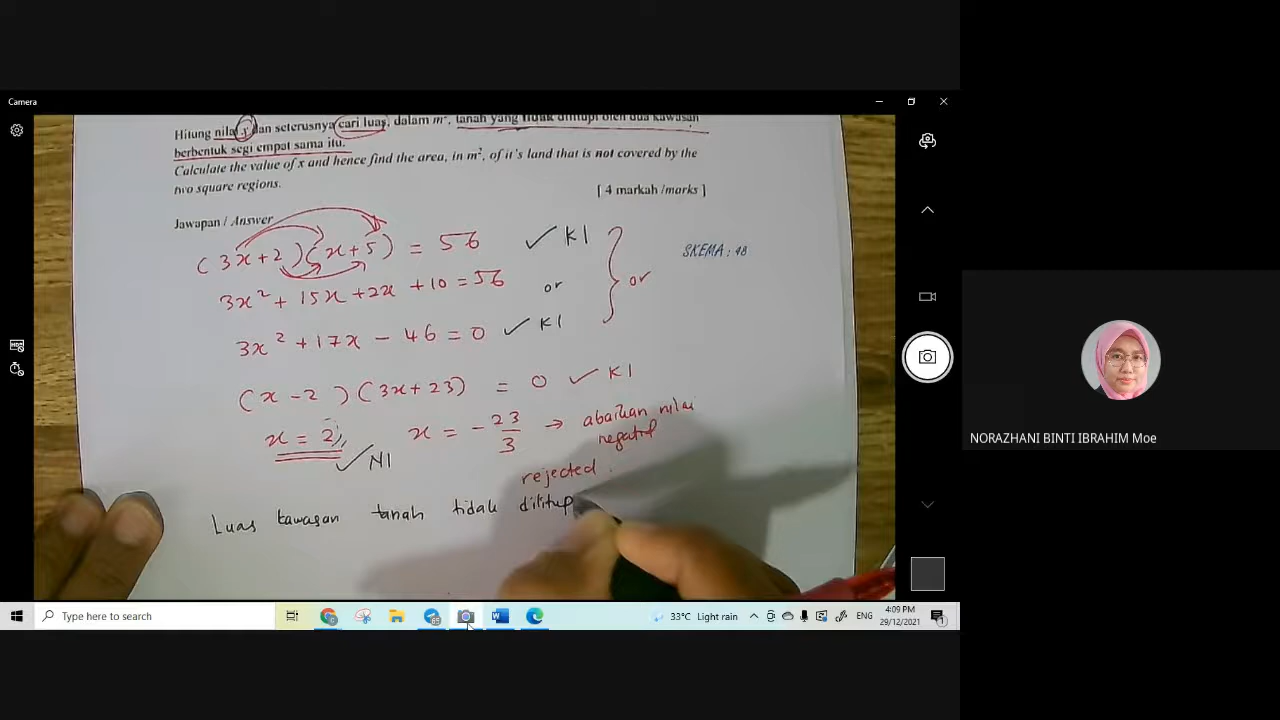 Camera
Hitung nilai x dan seterusnya cari luas, dalam m², tanah yang tidak ditutupi oleh dua kawasan
berbentuk segi empat sama itu.
Calculate the value of x and hence find the area, in m², of it's land that is not covered by the
two square regions.
[ 4 markah /marks ]
Jawapan / Answer
(3x+2)(x+5) = 56 ✓ K1
SKEMA : 48
3x² + 15x + 2x + 10 = 56 or
or
3x² + 17x - 46 = 0 ✓ K1
(x - 2)(3x + 23) = 0 ✓ K1
x = 2, x = - 23/3 → abaikan nilai
negatif
✓ N1
rejected.
Luas kawasan tanah tidak ditutup
NORAZHANI BINTI IBRAHIM Moe
Type here to search
33°C Light rain
ENG
4:09 PM
29/12/2021